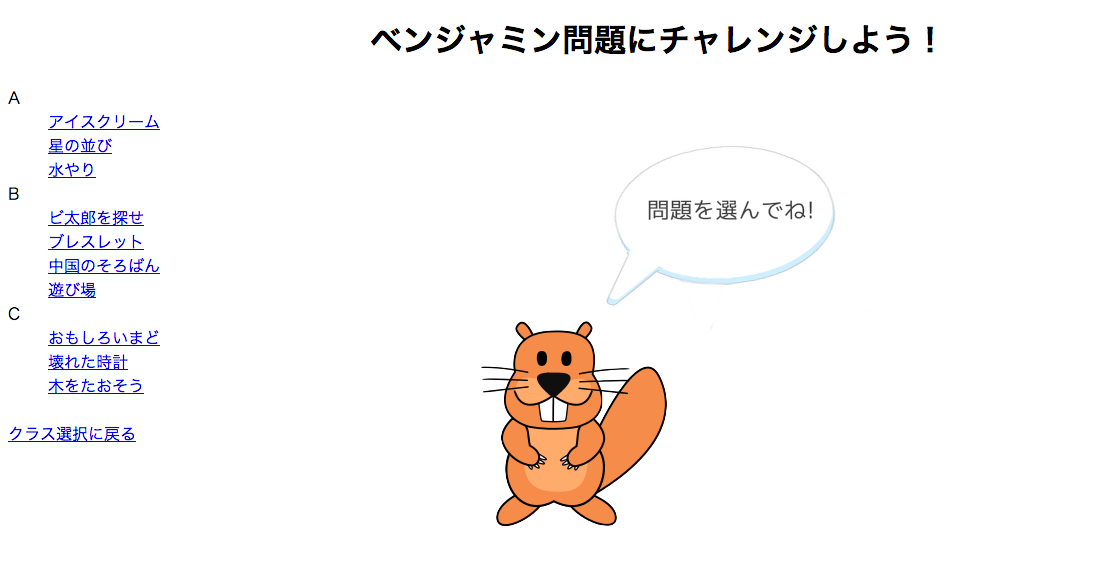 ベンジャミン問題にチャレンジしよう！
A
アイスクリーム
星の並び
水やり
B
ビ太郎を探せ
ブレスレット
中国のそろばん
遊び場
C
おもしろいまど
壊れた時計
木をたおそう
クラス選択に戻る
問題を選んでね!